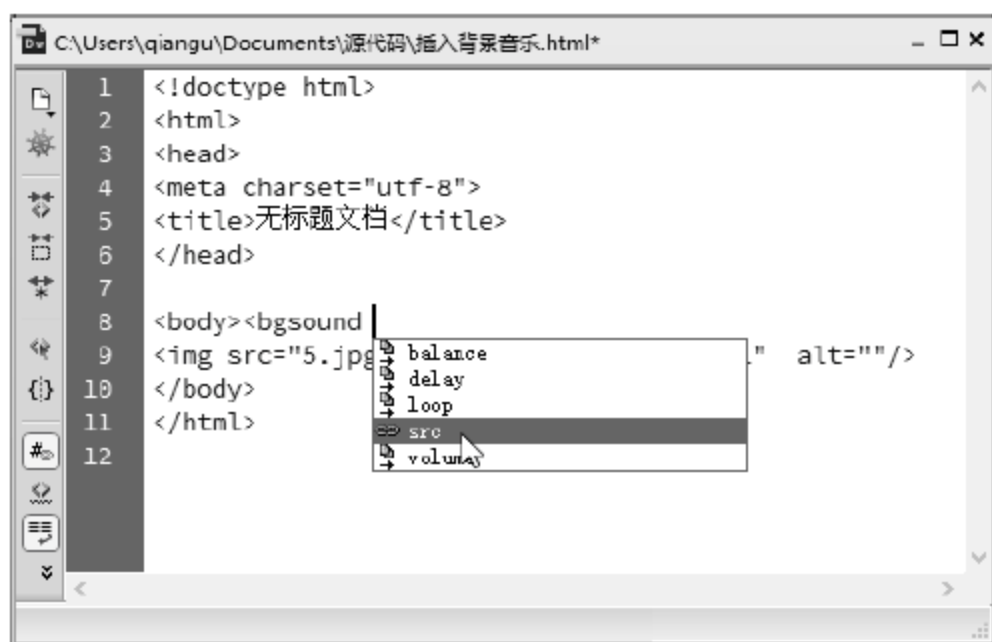 Dw C:\Users\qiangu\Documents\源代码\插入背景音乐.html*
1 <!doctype html>
2 <html>
3 <head>
4 <meta charset="utf-8">
5 <title>无标题文档</title>
6 </head>
7
8 <body><bgsound
9 <img src="5.jpg " alt=""/>
balance
delay
loop
src
10 </body>
11 </html>
12